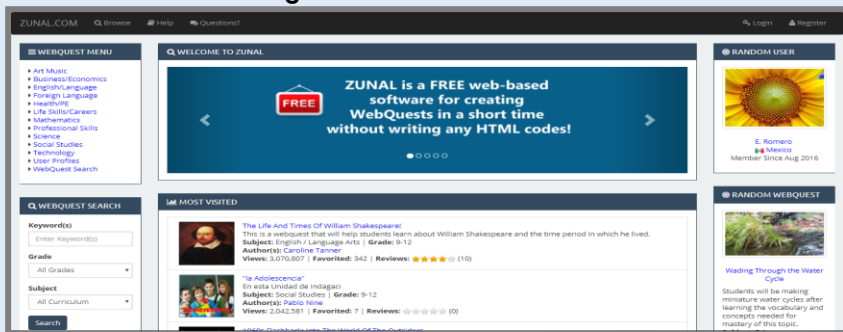 ZUNAL.COM Browse Help Questions? Login Register
WEBQUEST MENU
Art Music
Business/Economics
English/Language
Foreign Language
Health/PE
Life Skills/Careers
Mathematics
Professional Skills
Science
Social Studies
Technology
User Profiles
WebQuest Search
WEBQUEST SEARCH
Keyword(s)
Enter Keyword(s)
Grade
All Grades
Subject
All Curriculum
Search
WELCOME TO ZUNAL
FREE
ZUNAL is a FREE web-based
software for creating
WebQuests in a short time
without writing any HTML codes!
MOST VISITED
The Life And Times Of William Shakespeare!
This is a webquest that will help students learn about William Shakespeare and the time period in which he lived.
Subject: English / Language Arts | Grade: 9-12
Author(s): Caroline Tanner
Views: 3,070,807 | Favorited: 342 | Reviews: (10)
"la Adolescencia"
En esta Unidad de Indagaci
Subject: Social Studies | Grade: 9-12
Author(s): Pablo Nine
Views: 2,042,581 | Favorited: 7 | Reviews: (0)
RANDOM USER
E. Romero
Mexico
Member Since Aug 2016
RANDOM WEBQUEST
Wading Through the Water
Cycle
Students will be making
miniature water cycles after
learning the vocabulary and
concepts needed for
mastery of this topic.